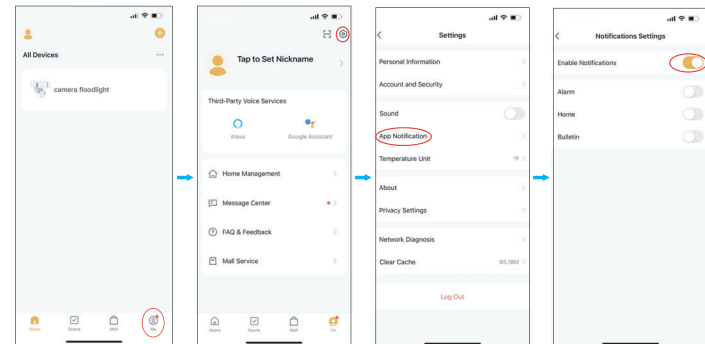 All Devices
camera floodlight
Home
Scene
Mall
Me
Tap to Set Nickname
Third-Party Voice Services
Alexa
Google Assistant
Home Management
Message Center
FAQ & Feedback
Mall Service
Home
Scene
Mall
Me
Settings
Personal Information
Account and Security
Sound
App Notification
Temperature Unit
°F
About
Privacy Settings
Network Diagnosis
Clear Cache
85.18M
Log Out
Notifications Settings
Enable Notifications
Alarm
Home
Bulletin